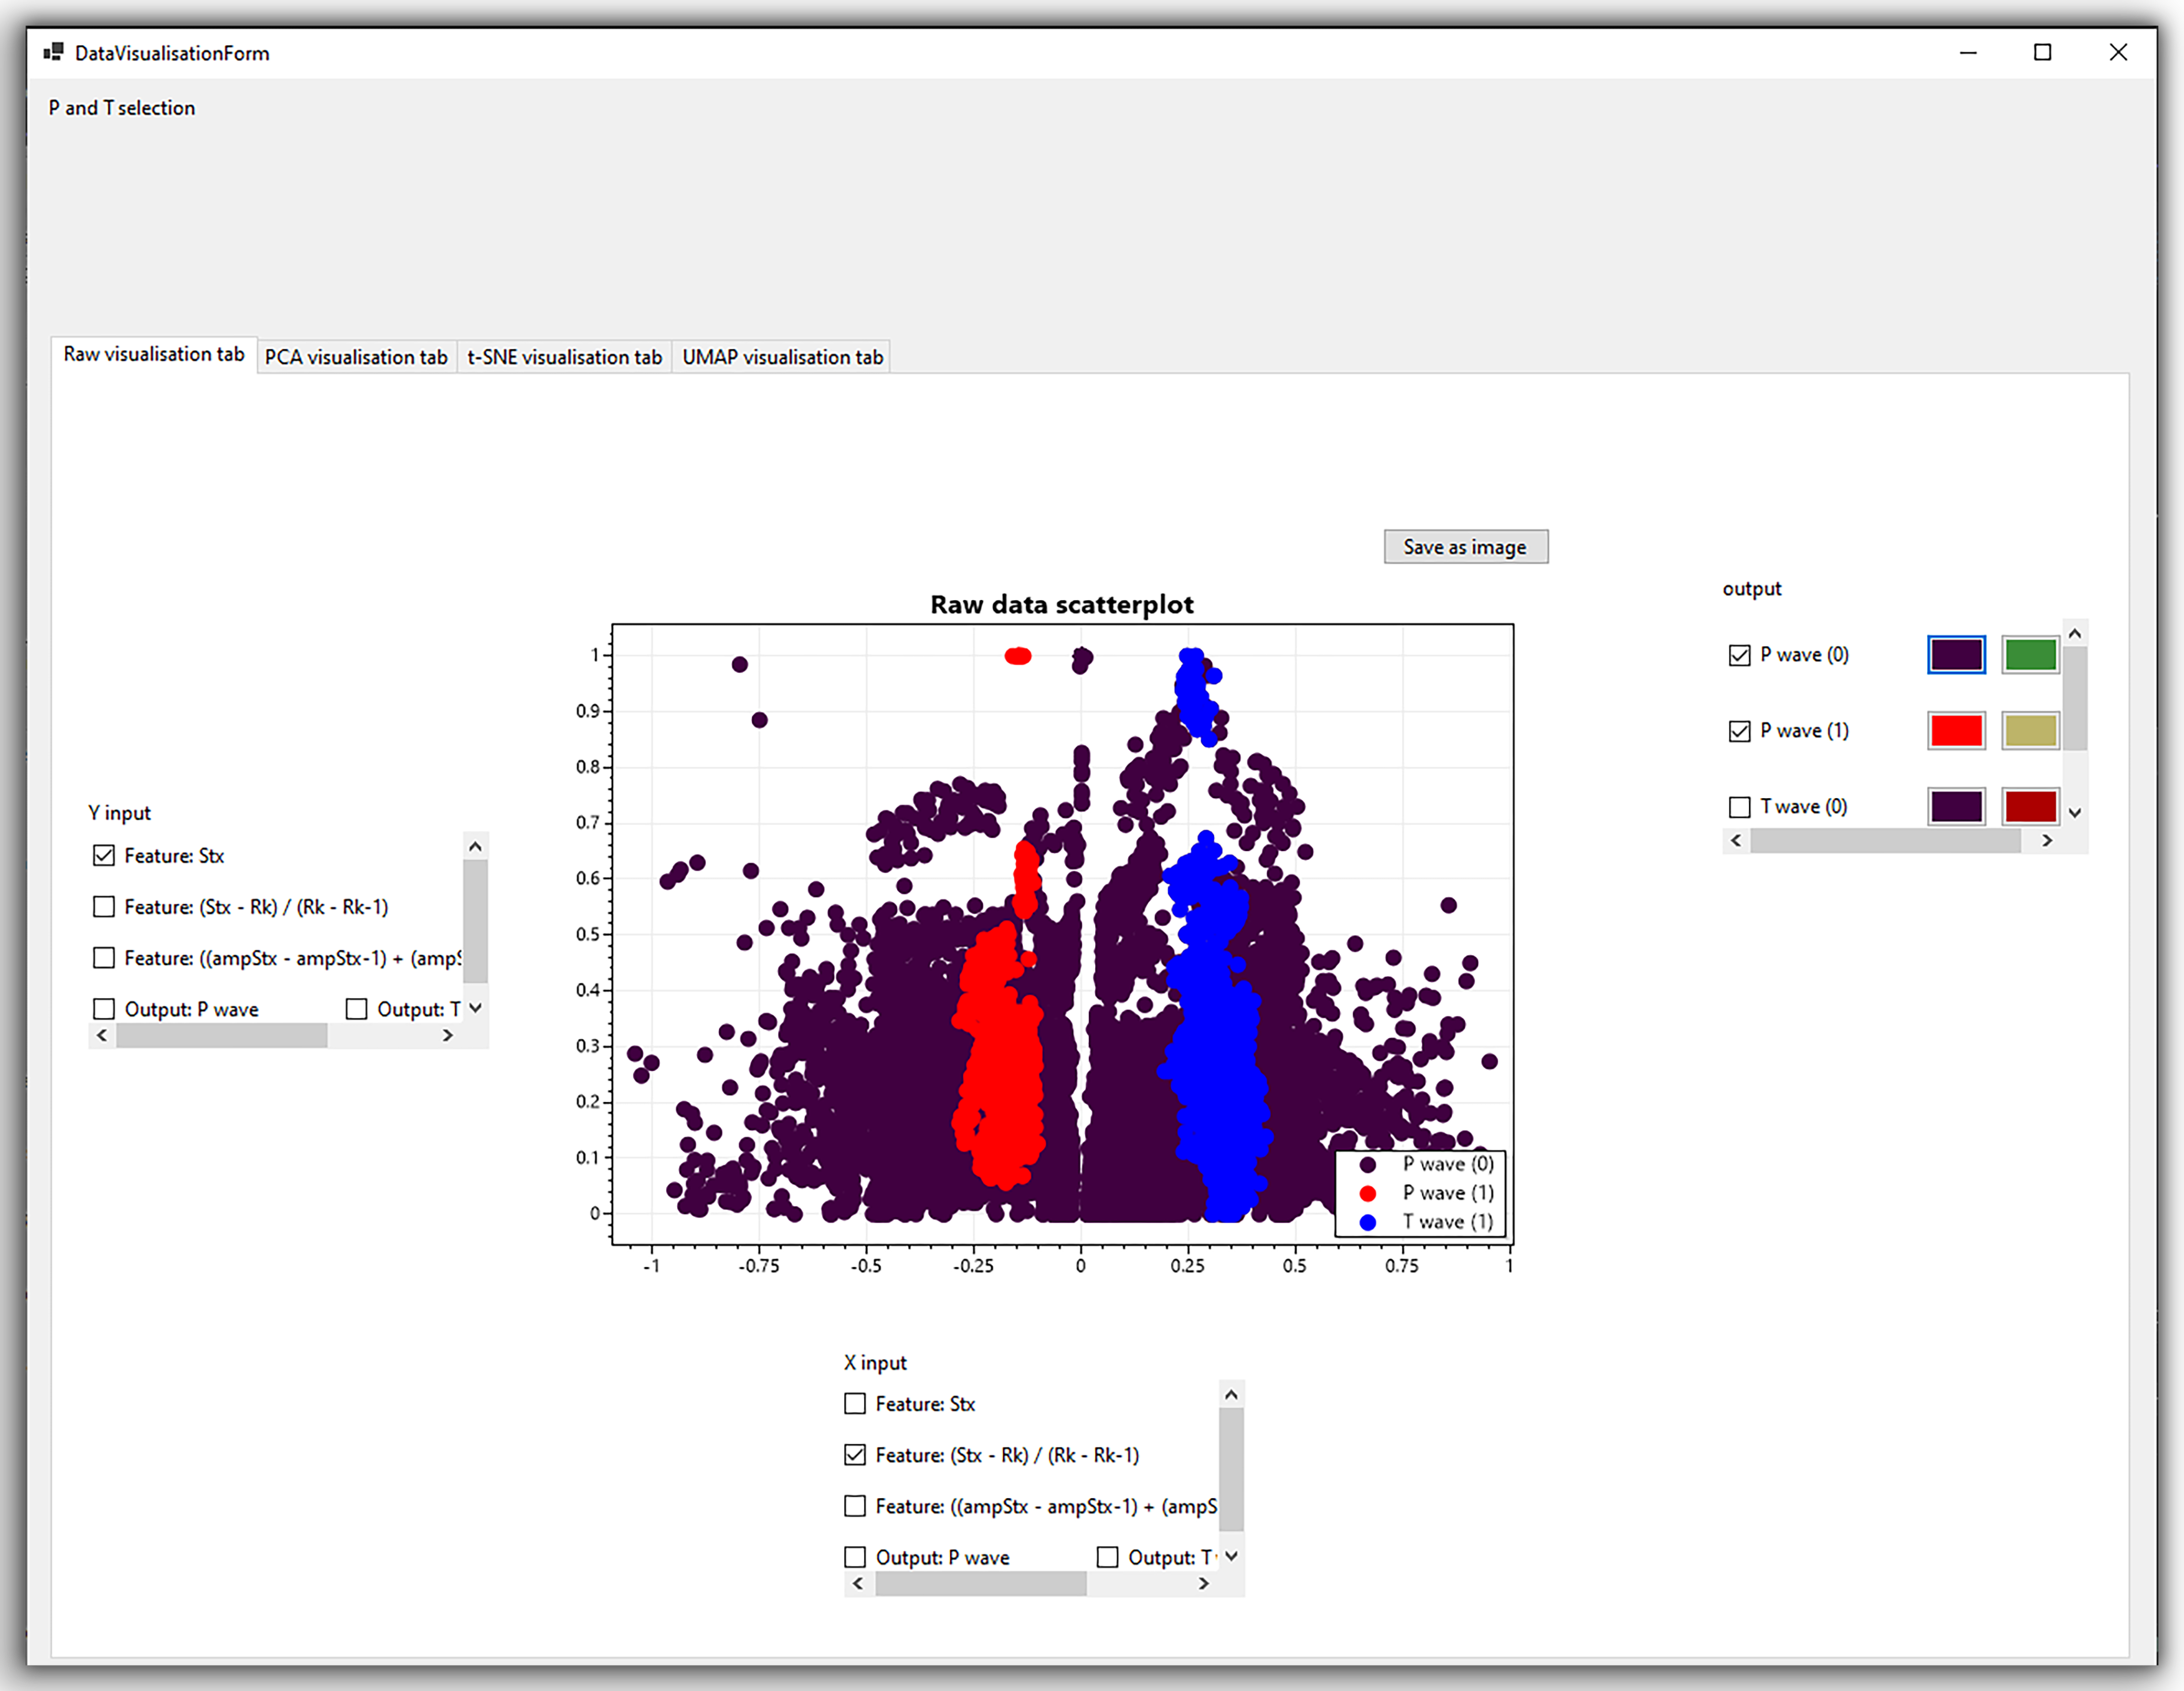 DataVisualisationForm
P and T selection
Raw visualisation tab PCA visualisation tab t-SNE visualisation tab UMAP visualisation tab
Save as image
Raw data scatterplot
1
0.9
0.8
0.7
0.6
0.5
0.4
0.3
0.2
0.1
0
-1 -0.75 -0.5 -0.25 0 0.25 0.5 0.75 1
P wave (0)
P wave (1)
T wave (1)
Y input
Feature: Stx
Feature: (Stx - Rk) / (Rk - Rk-1)
Feature: ((ampStx - ampStx-1) + (ampS
Output: P wave Output: T
output
P wave (0)
P wave (1)
T wave (0)
X input
Feature: Stx
Feature: (Stx - Rk) / (Rk - Rk-1)
Feature: ((ampStx - ampStx-1) + (ampS
Output: P wave Output: T